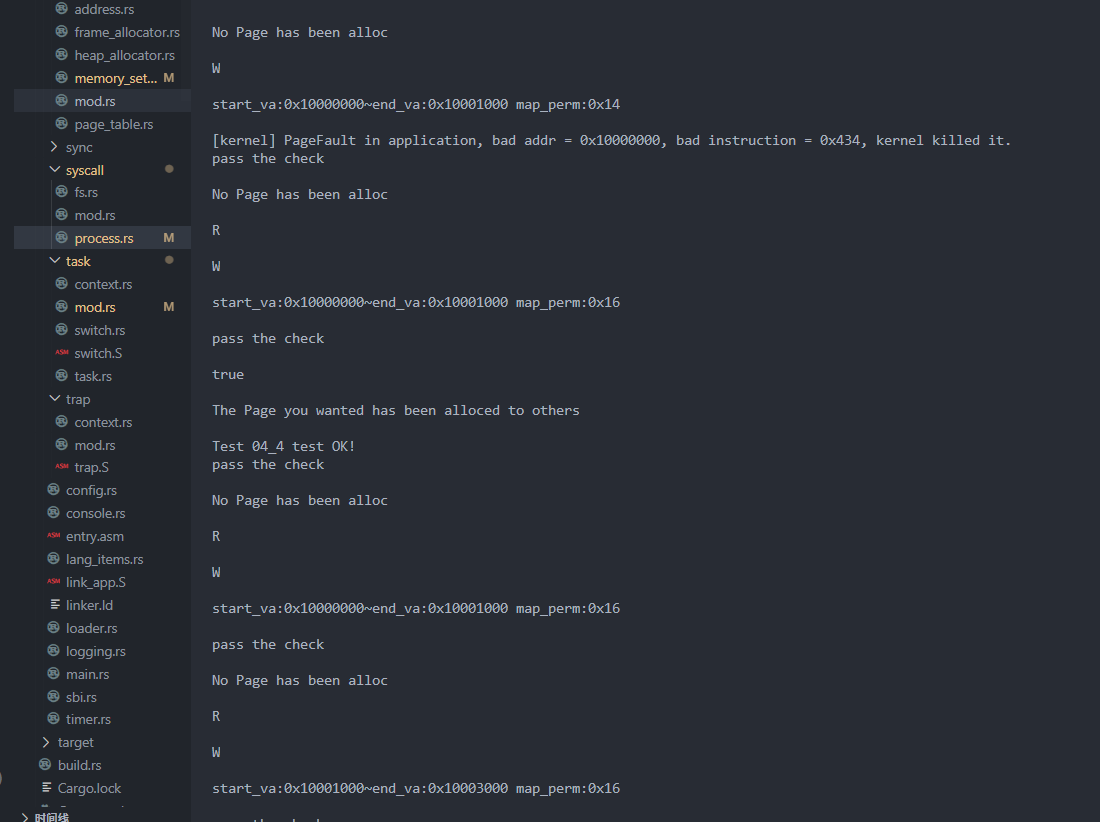 address.rs
frame_allocator.rs
heap_allocator.rs
memory_set... M
mod.rs
page_table.rs
sync
syscall
fs.rs
mod.rs
process.rs M
task
context.rs
mod.rs M
switch.rs
ASM switch.S
task.rs
trap
context.rs
mod.rs
ASM trap.S
config.rs
console.rs
ASM entry.asm
lang_items.rs
ASM link_app.S
linker.ld
loader.rs
logging.rs
main.rs
sbi.rs
timer.rs
target
build.rs
Cargo.lock
时间线
No Page has been alloc
W
start_va:0x10000000~end_va:0x10001000 map_perm:0x14
[kernel] PageFault in application, bad addr = 0x10000000, bad instruction = 0x434, kernel killed it.
pass the check
No Page has been alloc
R
W
start_va:0x10000000~end_va:0x10001000 map_perm:0x16
pass the check
true
The Page you wanted has been alloced to others
Test 04_4 test OK!
pass the check
No Page has been alloc
R
W
start_va:0x10000000~end_va:0x10001000 map_perm:0x16
pass the check
No Page has been alloc
R
W
start_va:0x10001000~end_va:0x10003000 map_perm:0x16